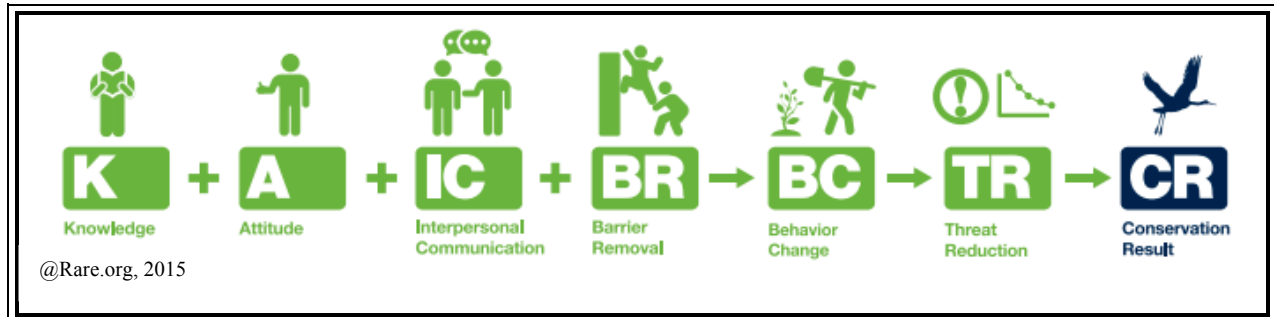 K + A + IC + BR → BC → TR → CR
Knowledge
Attitude
Interpersonal
Communication
Barrier
Removal
Behavior
Change
Threat
Reduction
Conservation
Result
@Rare.org, 2015